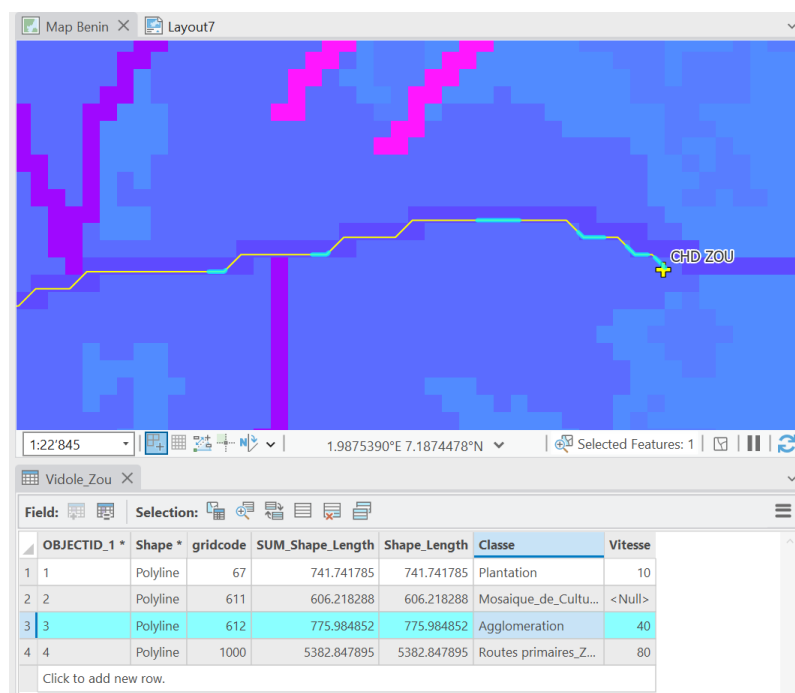 Map Benin Layout7
CHD ZOU
1:22'845 N 1.9875390°E 7.1874478°N Selected Features: 1
Vidole_Zou
Field: Selection:
OBJECTID_1 * Shape * gridcode SUM_Shape_Length Shape_Length Classe Vitesse
1 1 Polyline 67 741.741785 741.741785 Plantation 10
2 2 Polyline 611 606.218288 606.218288 Mosaique_de_Cultu... <Null>
3 3 Polyline 612 775.984852 775.984852 Agglomeration 40
4 4 Polyline 1000 5382.847895 5382.847895 Routes primaires_Z... 80
Click to add new row.